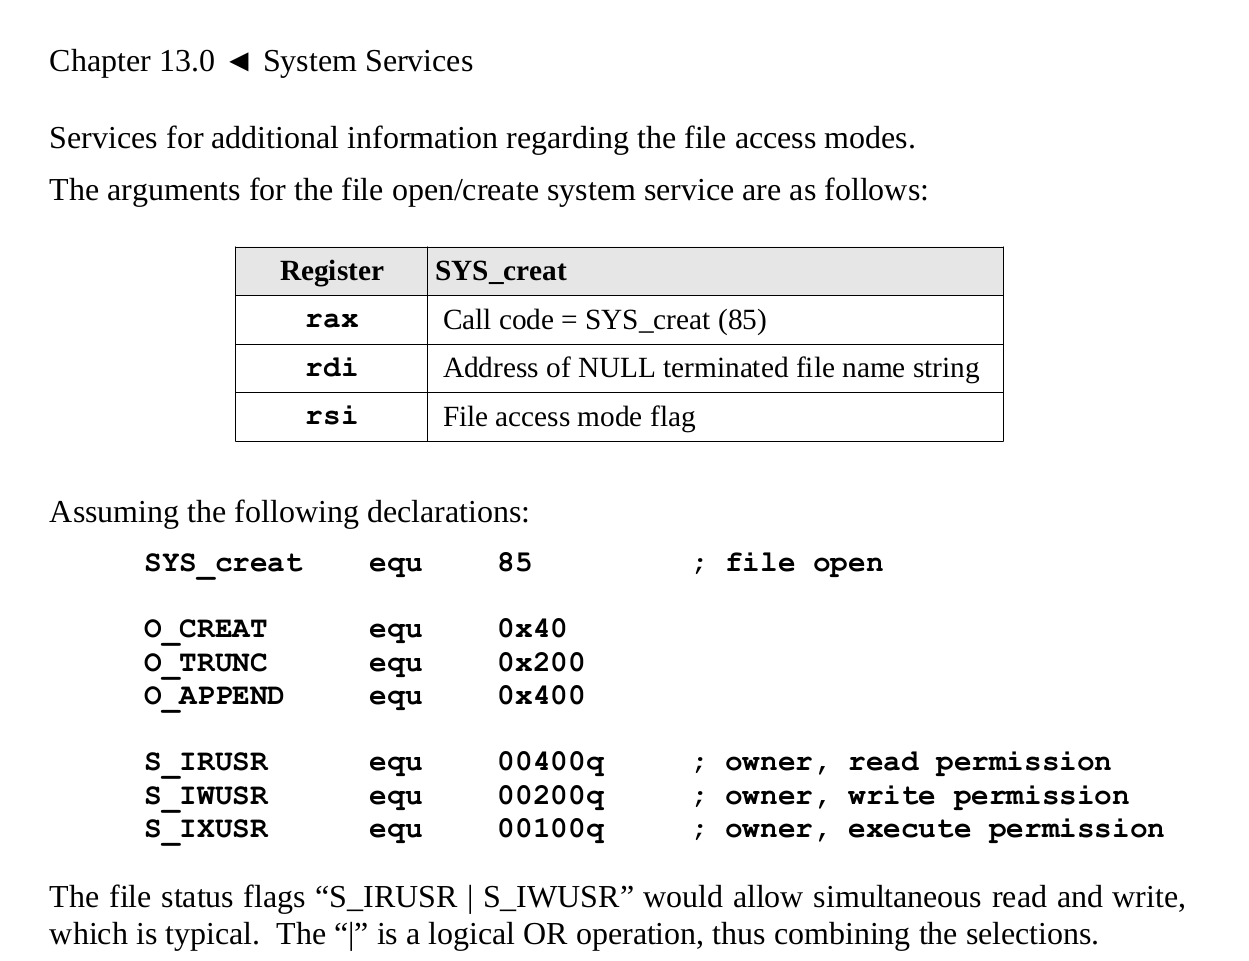 Chapter 13.0 ◄ System Services
Services for additional information regarding the file access modes.
The arguments for the file open/create system service are as follows:
Register SYS_creat
rax Call code = SYS_creat (85)
rdi Address of NULL terminated file name string
rsi File access mode flag
Assuming the following declarations:
SYS_creat equ 85 ; file open
O_CREAT equ 0x40
O_TRUNC equ 0x200
O_APPEND equ 0x400
S_IRUSR equ 00400q ; owner, read permission
S_IWUSR equ 00200q ; owner, write permission
S_IXUSR equ 00100q ; owner, execute permission
The file status flags “S_IRUSR | S_IWUSR” would allow simultaneous read and write,
which is typical. The “|” is a logical OR operation, thus combining the selections.